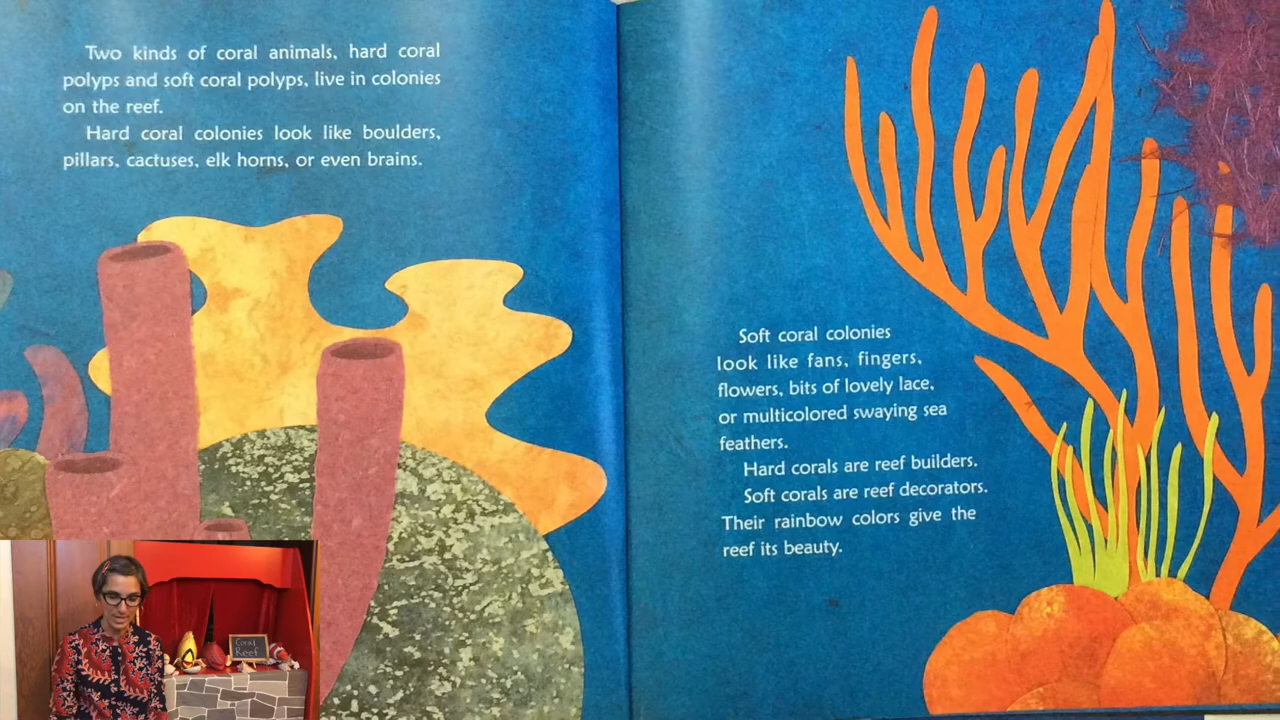 Two kinds of coral animals, hard coral
polyps and soft coral polyps, live in colonies
on the reef.
Hard coral colonies look like boulders,
pillars, cactuses, elk horns, or even brains.
Soft coral colonies
look like fans, fingers,
flowers, bits of lovely lace,
or multicolored swaying sea
feathers.
Hard corals are reef builders.
Soft corals are reef decorators.
Their rainbow colors give the
reef its beauty.
Coral
Reef